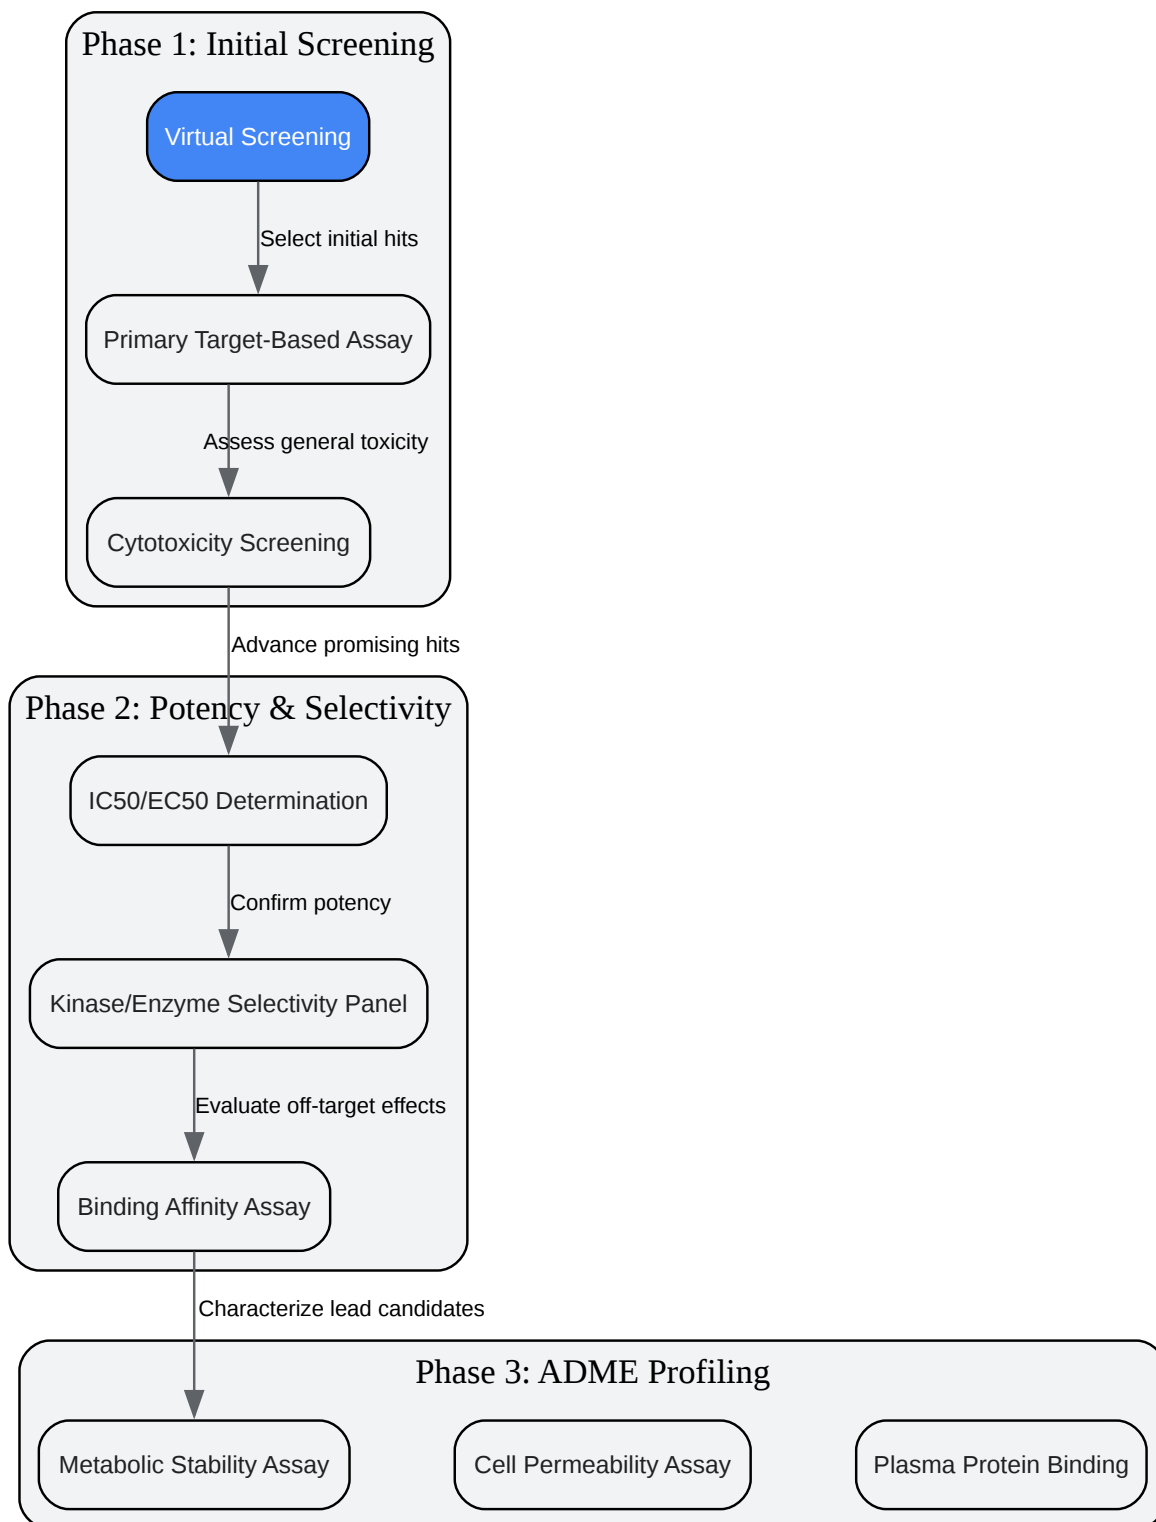 Phase 1: Initial Screening
Virtual Screening
Select initial hits
Primary Target-Based Assay
Assess general toxicity
Cytotoxicity Screening
Advance promising hits
Phase 2: Potency & Selectivity
IC50/EC50 Determination
Confirm potency
Kinase/Enzyme Selectivity Panel
Evaluate off-target effects
Binding Affinity Assay
Characterize lead candidates
Phase 3: ADME Profiling
Metabolic Stability Assay
Cell Permeability Assay
Plasma Protein Binding